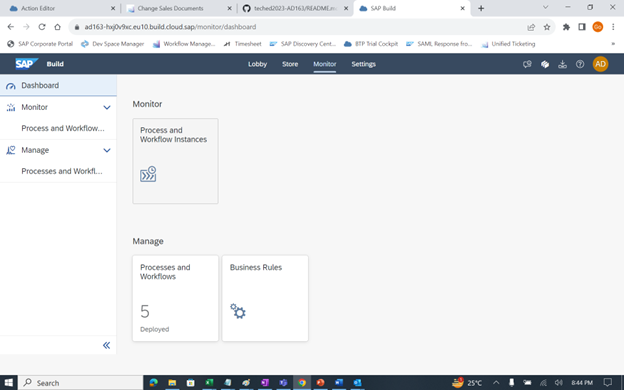 Action Editor
Change Sales Documents
teched2023-AD163/README.m
SAP Build
ad163-hxj0v9xc.eu10.build.cloud.sap/monitor/dashboard
Go
SAP Corporate Portal
Dev Space Manager
Workflow Manage...
Timesheet
SAP Discovery Cent...
BTP Trial Cockpit
SAML Response fro...
Unified Ticketing
SAP Build
Lobby
Store
Monitor
Settings
AD
Dashboard
Monitor
Process and Workflow...
Manage
Processes and Workfl...
Monitor
Process and
Workflow Instances
Manage
Processes and
Workflows
5
Deployed
Business Rules
Search
25°C
8:44 PM